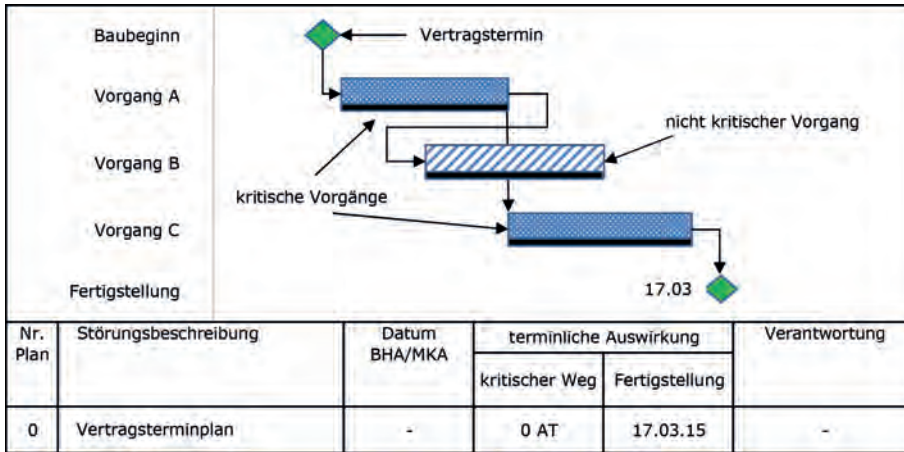 Baubeginn
Vertragstermin
Vorgang A
nicht kritischer Vorgang
Vorgang B
kritische Vorgänge
Vorgang C
17.03
Fertigstellung
Nr. Plan
Störungsbeschreibung
Datum BHA/MKA
terminliche Auswirkung
Verantwortung
kritischer Weg
Fertigstellung
0
Vertragsterminplan
-
0 AT
17.03.15
-